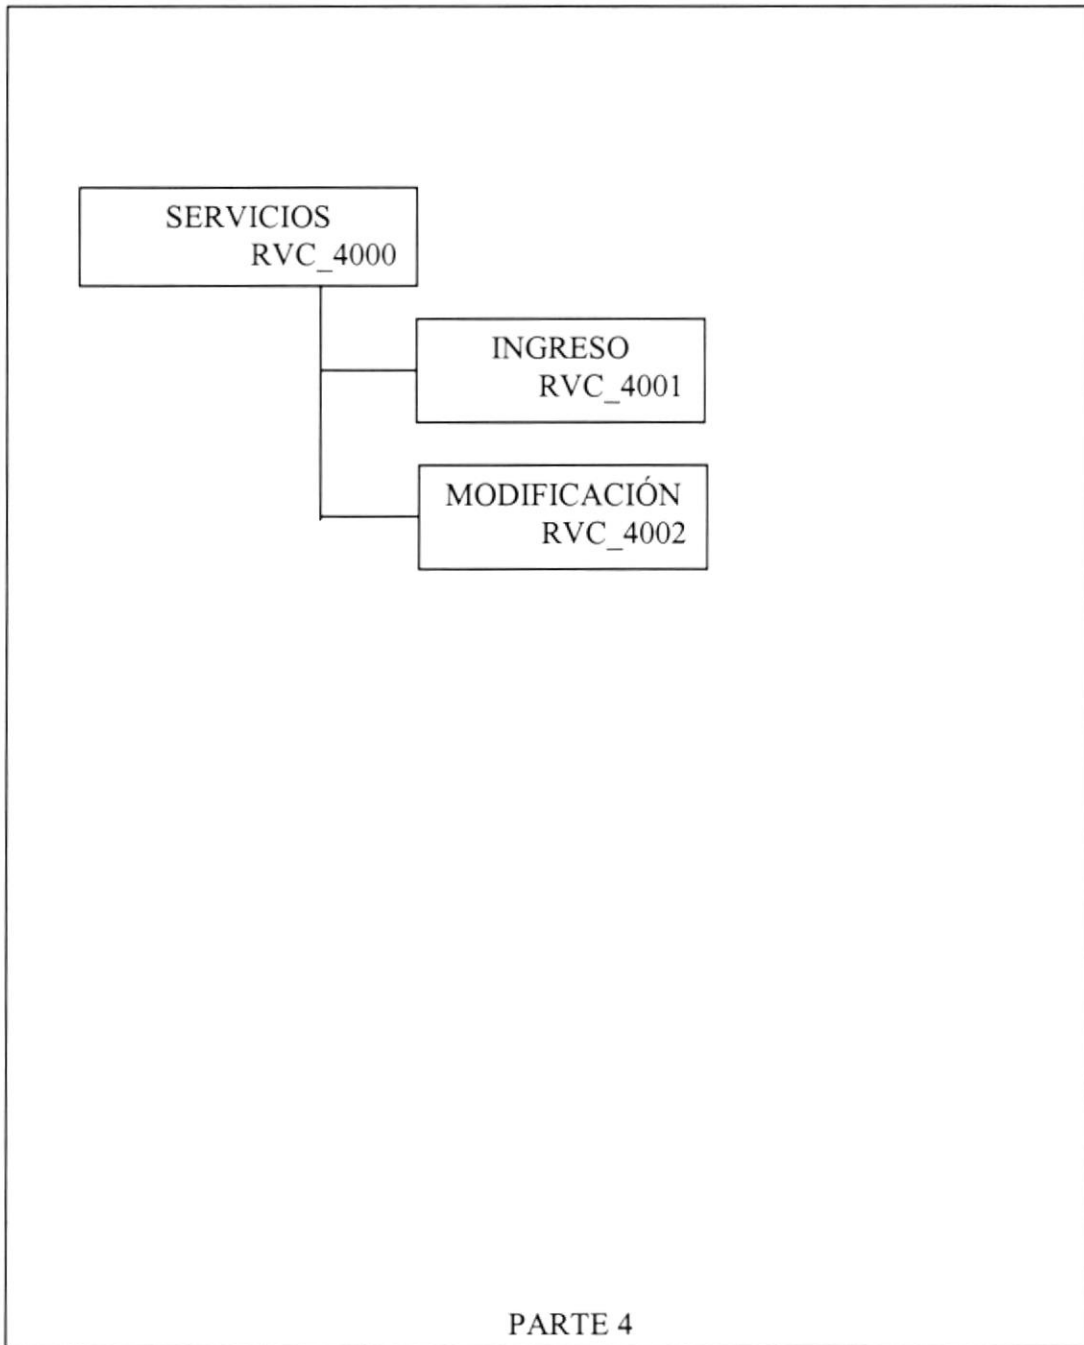 SERVICIOS
RVC_4000
INGRESO
RVC_4001
MODIFICACIÓN
RVC_4002
PARTE 4